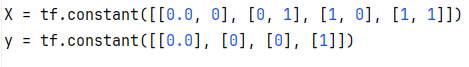 X = tf.constant([[0.0, 0], [0, 1], [1, 0], [1, 1]])
y = tf.constant([[0.0], [0], [0], [1]])